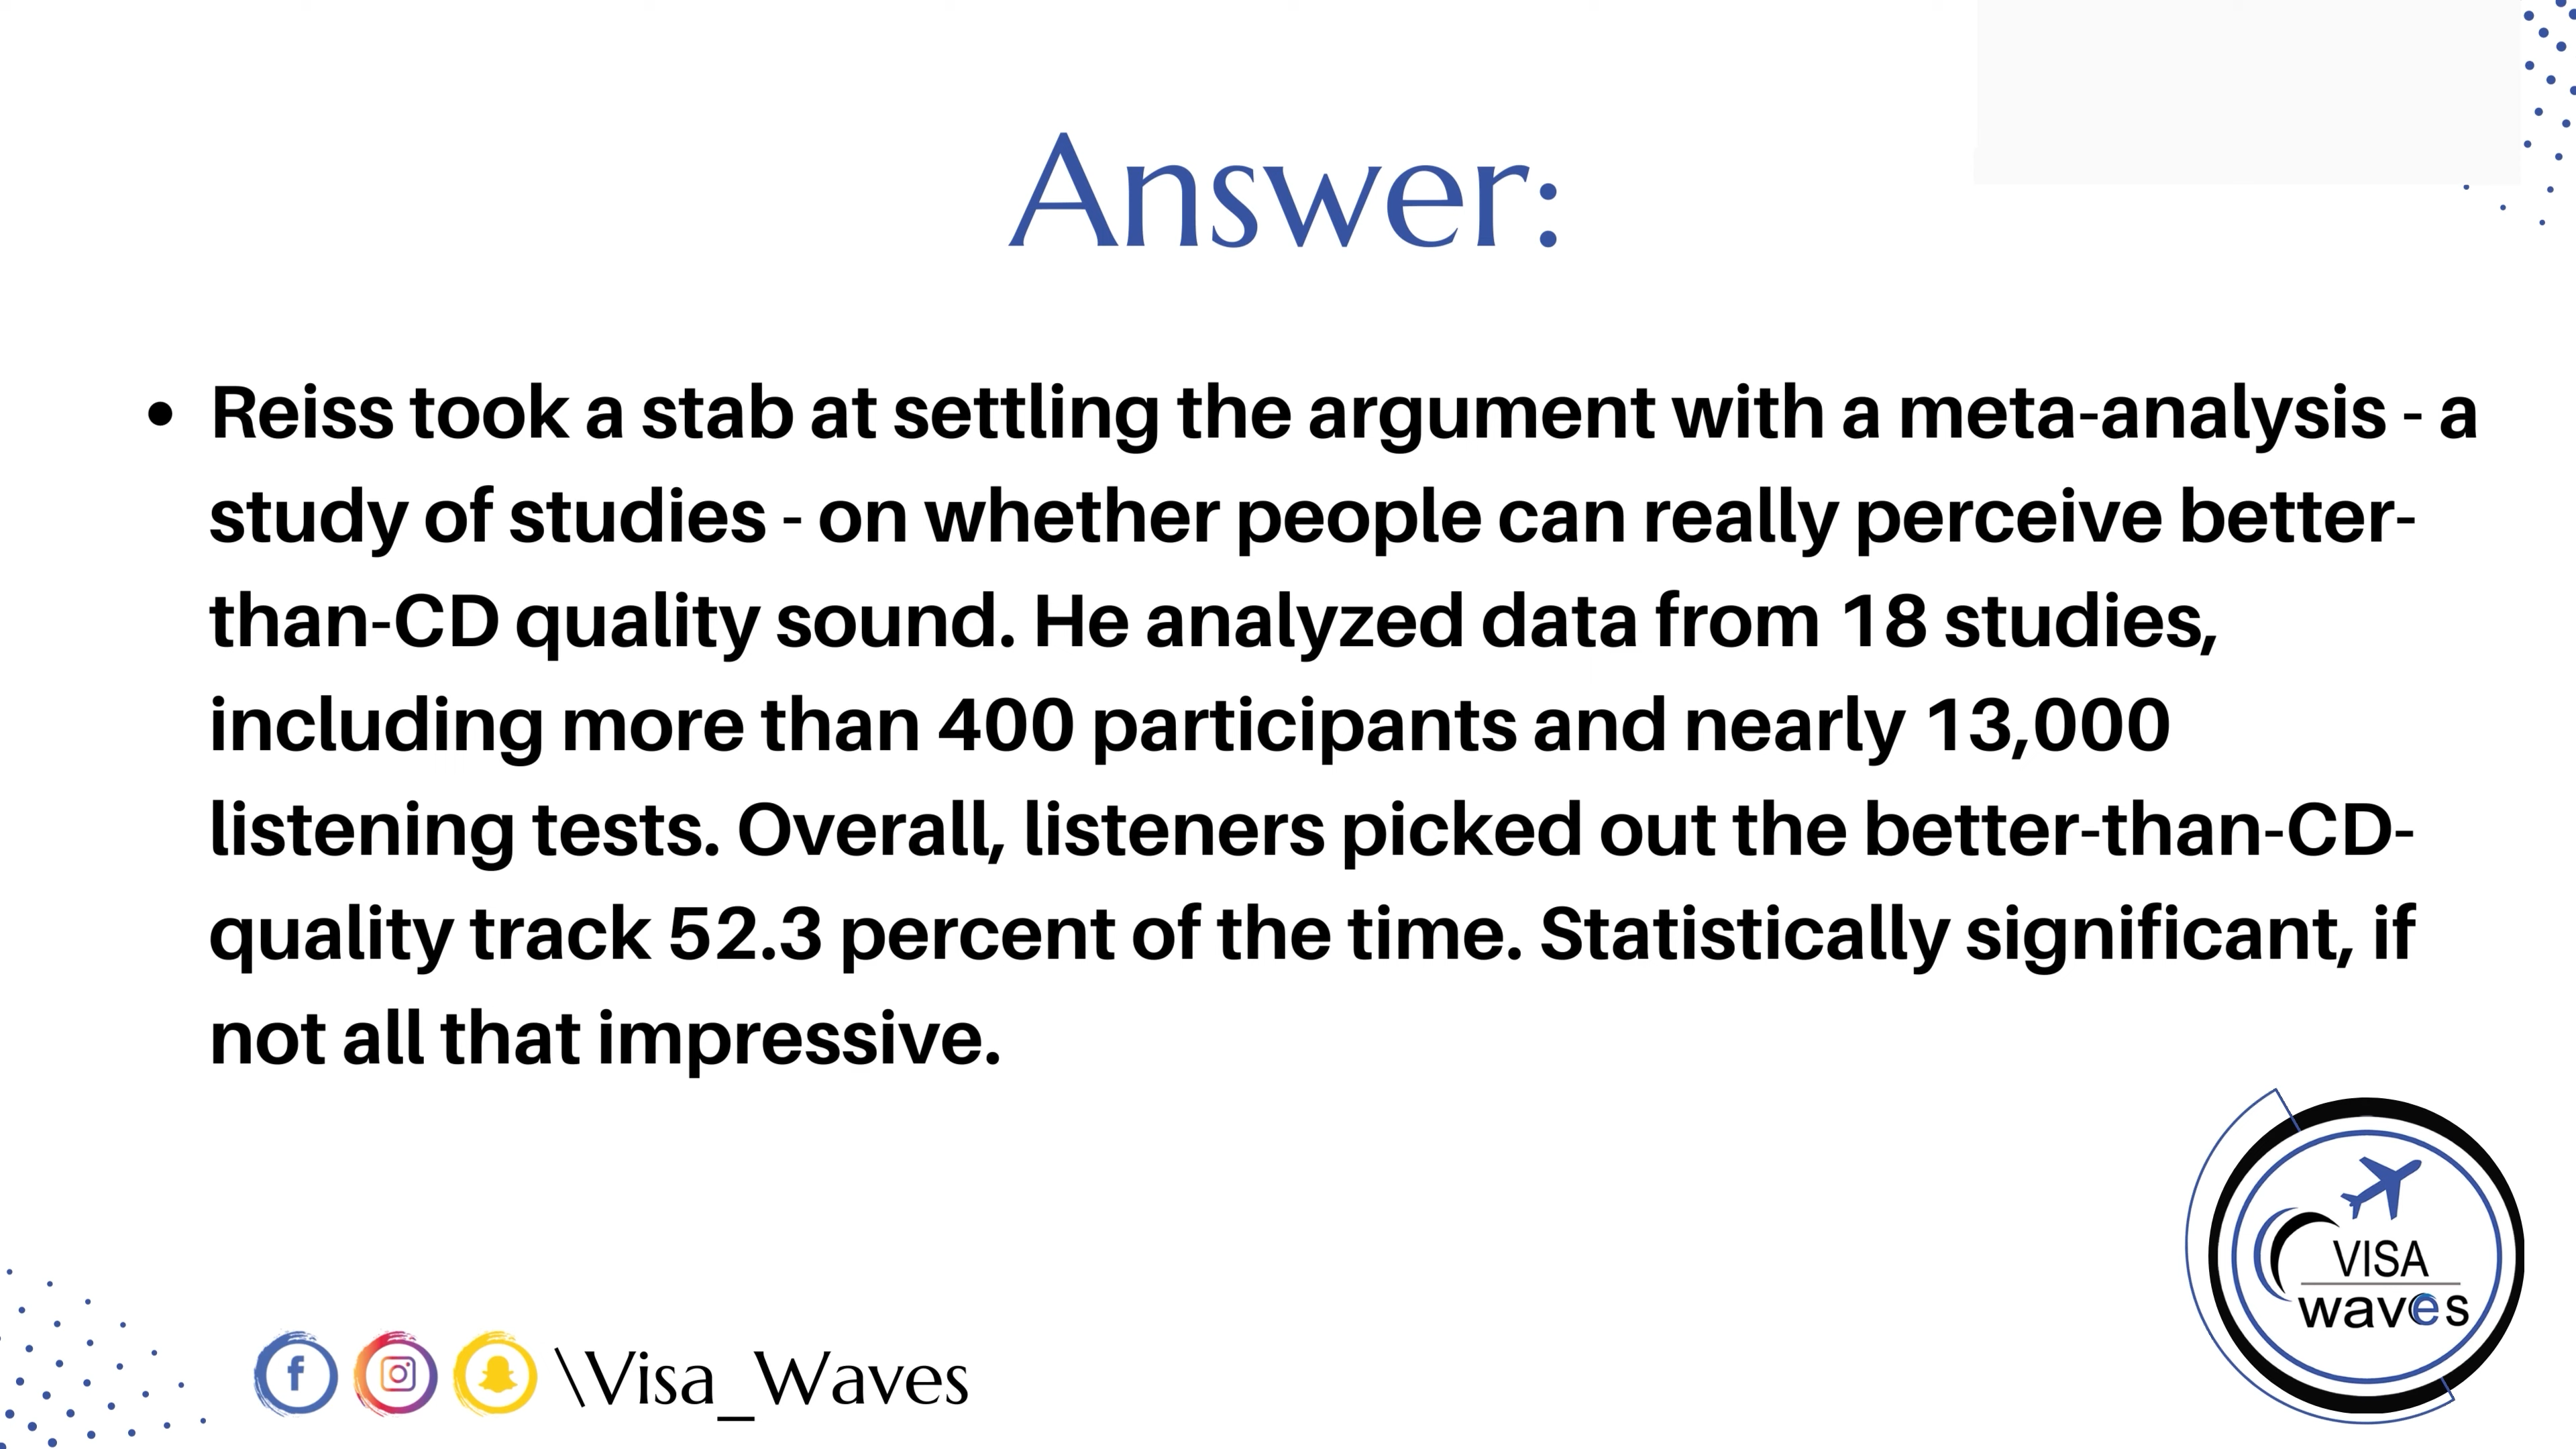 Answer:
• Reiss took a stab at settling the argument with a meta-analysis - a
study of studies - on whether people can really perceive better-
than-CD quality sound. He analyzed data from 18 studies,
including more than 400 participants and nearly 13,000
listening tests. Overall, listeners picked out the better-than-CD-
quality track 52.3 percent of the time. Statistically significant, if
not all that impressive.
VISA
waves
\Visa_Waves